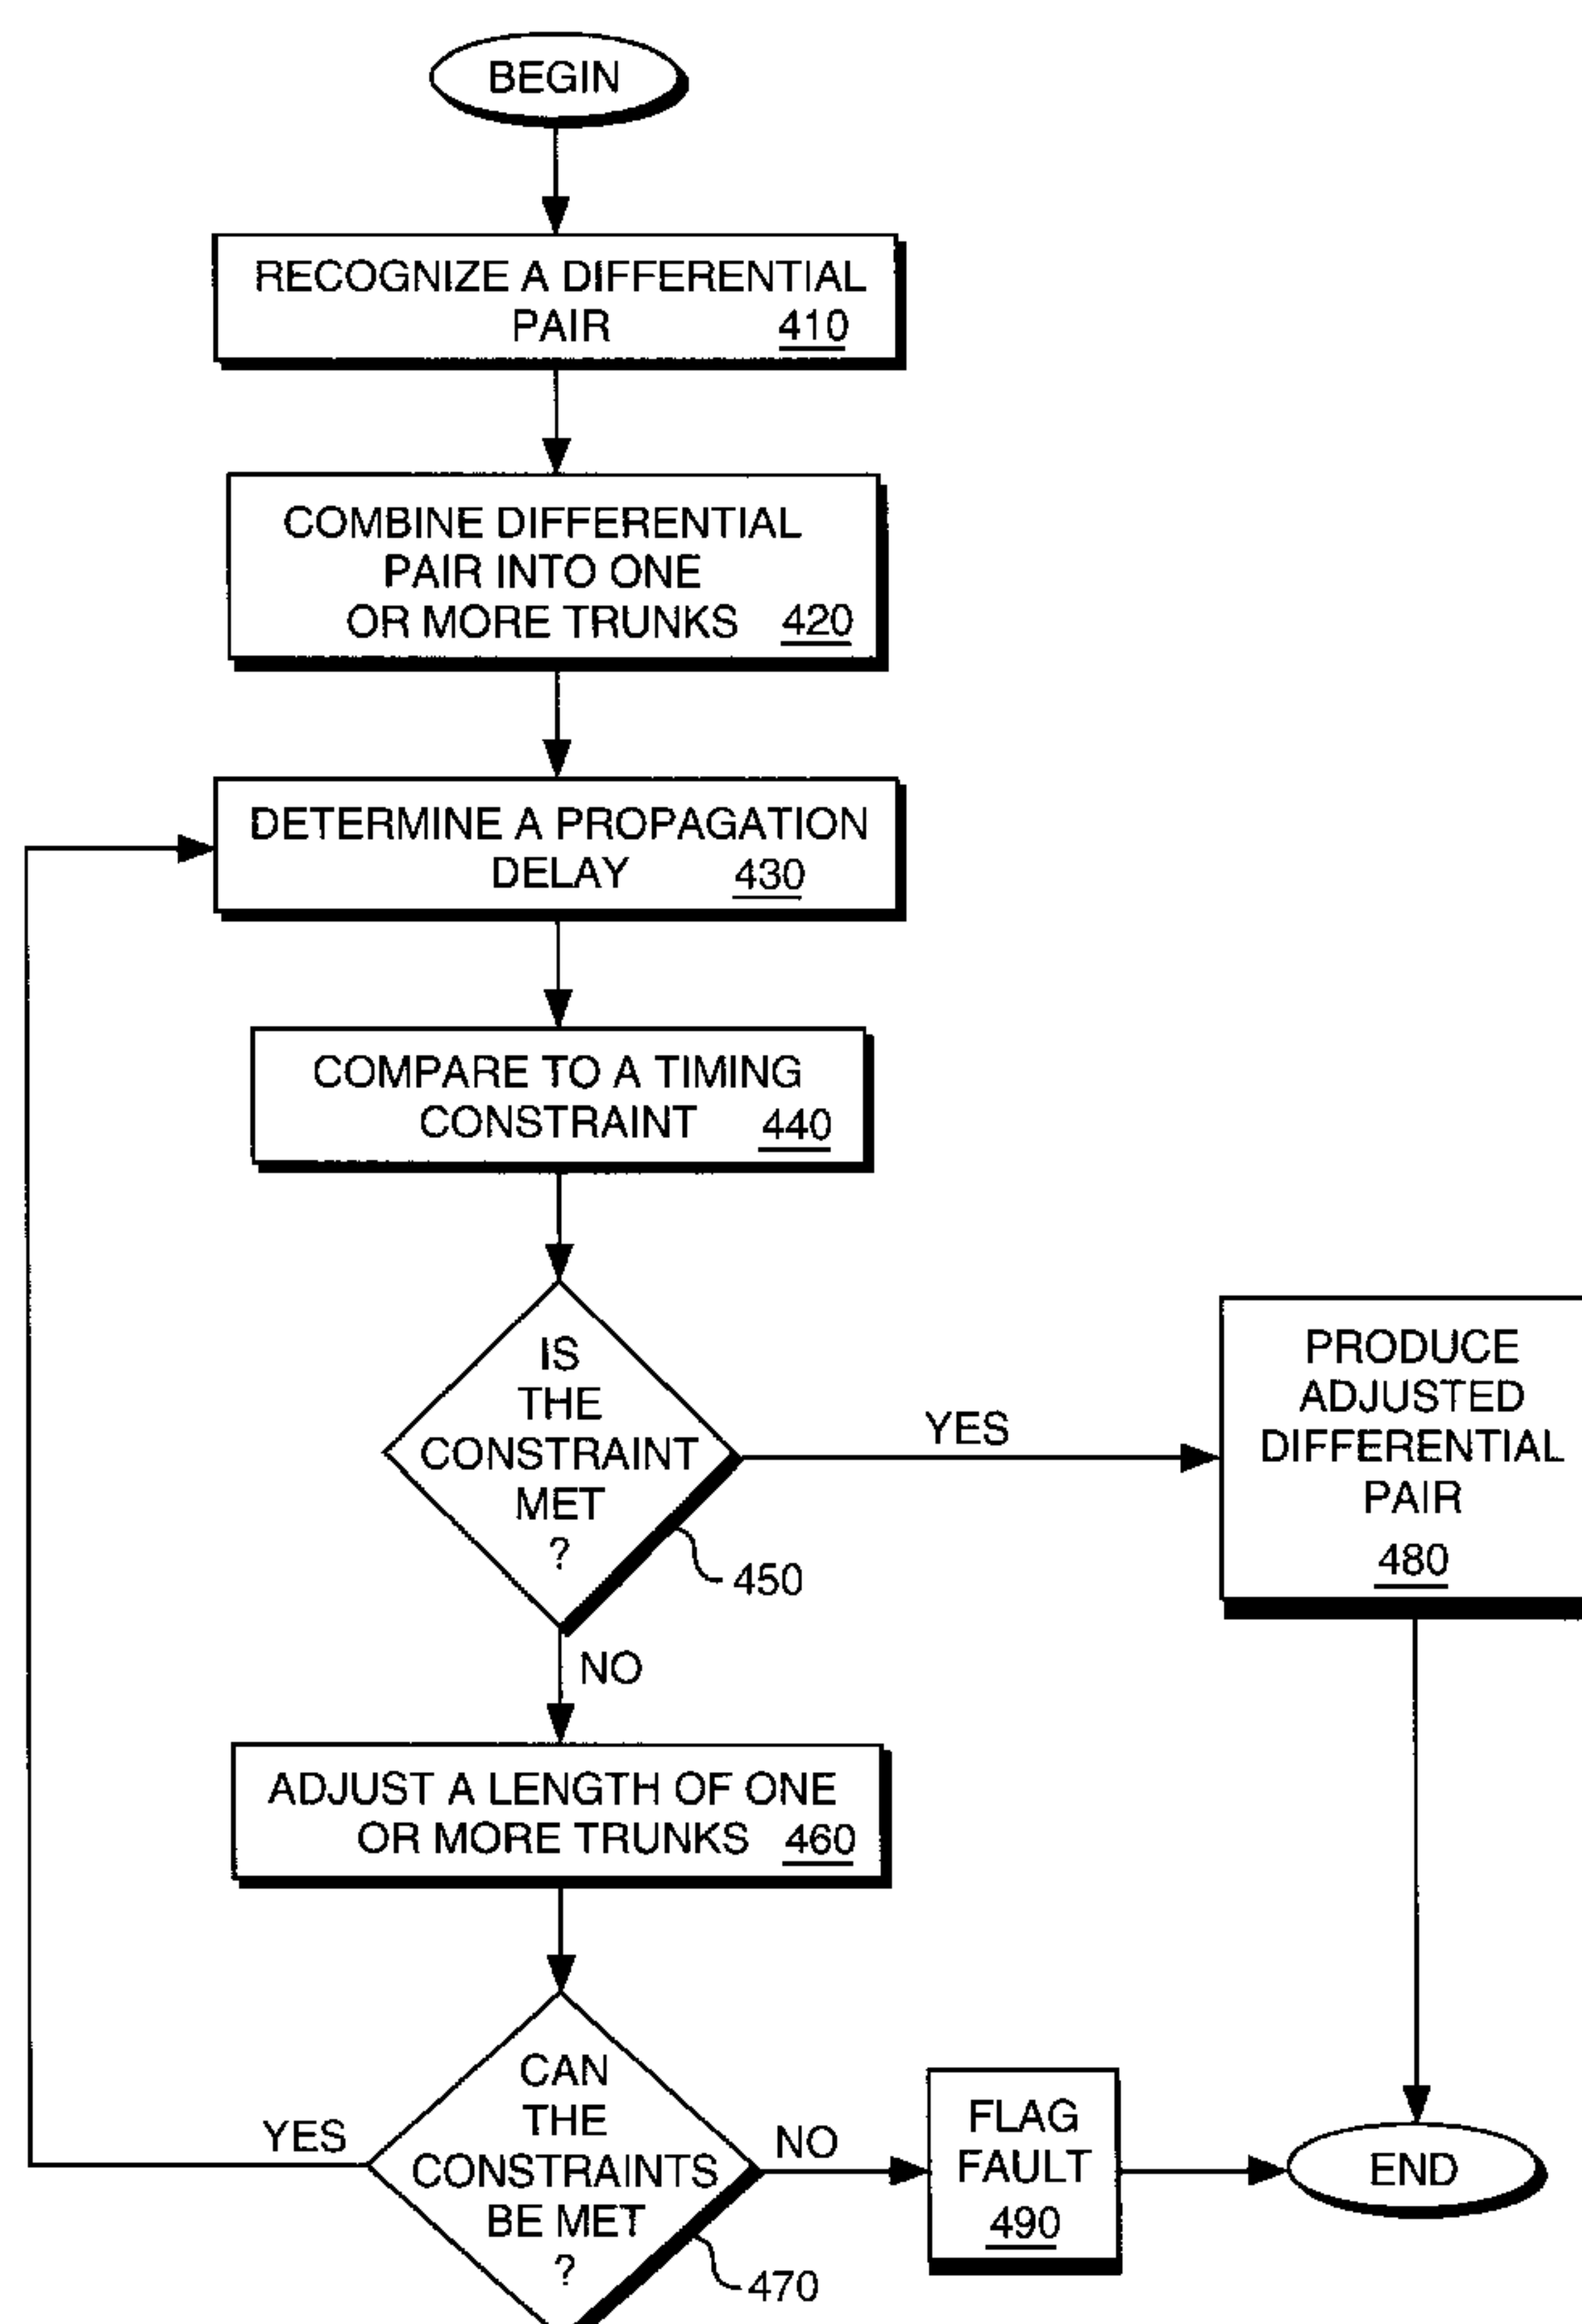 BEGIN
RECOGNIZE A DIFFERENTIAL
PAIR 410
COMBINE DIFFERENTIAL
PAIR INTO ONE
OR MORE TRUNKS 420
DETERMINE A PROPAGATION
DELAY 430
COMPARE TO A TIMING
CONSTRAINT 440
IS
THE
CONSTRAINT
MET
?
450
YES
PRODUCE
ADJUSTED
DIFFERENTIAL
PAIR
480
NO
ADJUST A LENGTH OF ONE
OR MORE TRUNKS 460
CAN
THE
CONSTRAINTS
BE MET
?
470
YES
NO
FLAG
FAULT
490
END